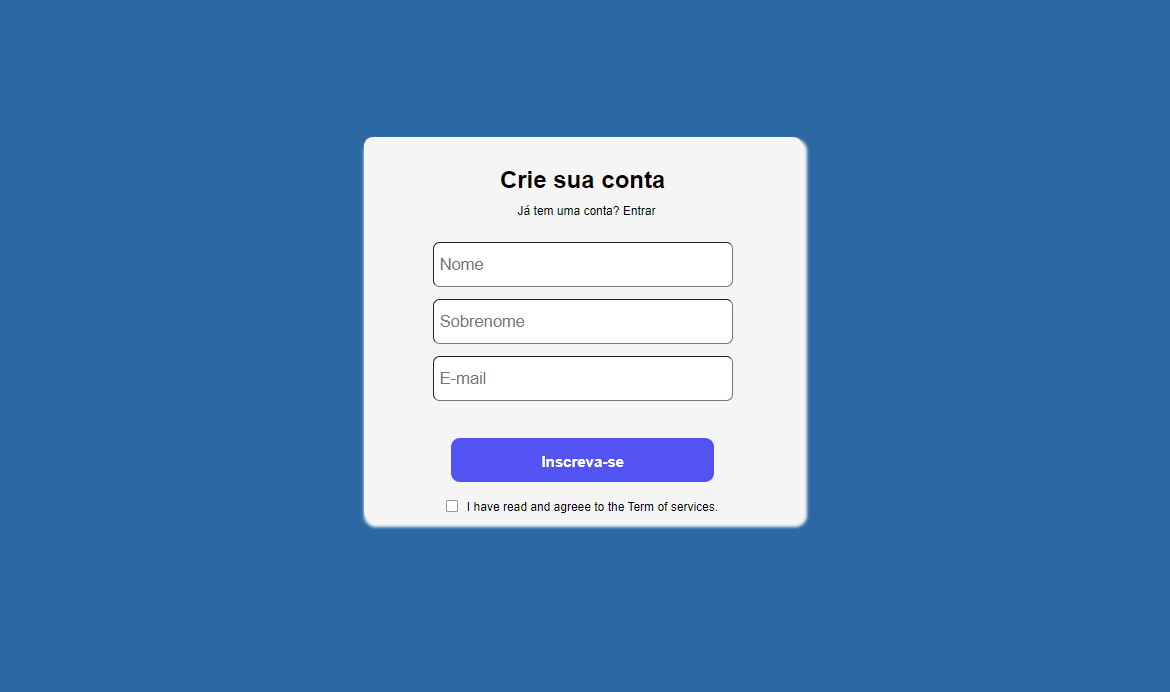 Crie sua conta
Já tem uma conta? Entrar
Nome
Sobrenome
E-mail
Inscreva-se
I have read and agreee to the Term of services.